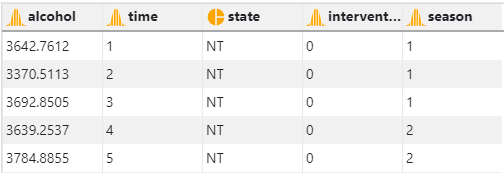 alcohol time state intervent... season
3642.7612 1 NT 0 1
3370.5113 2 NT 0 1
3692.8505 3 NT 0 1
3639.2537 4 NT 0 2
3784.8855 5 NT 0 2